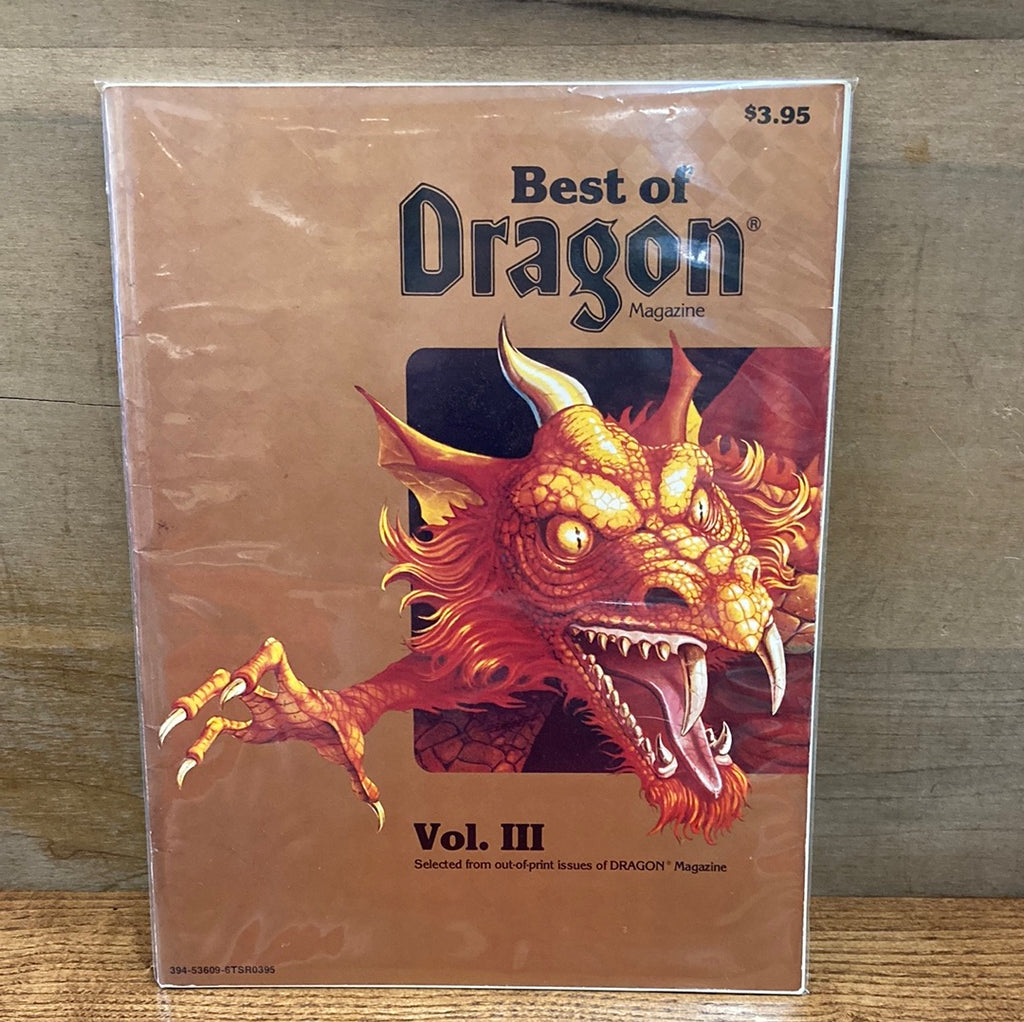 $3.95
Best of
Dragon®
Magazine
Vol. III
Selected from out-of-print issues of DRAGON® Magazine
394-53609-6TSR0395